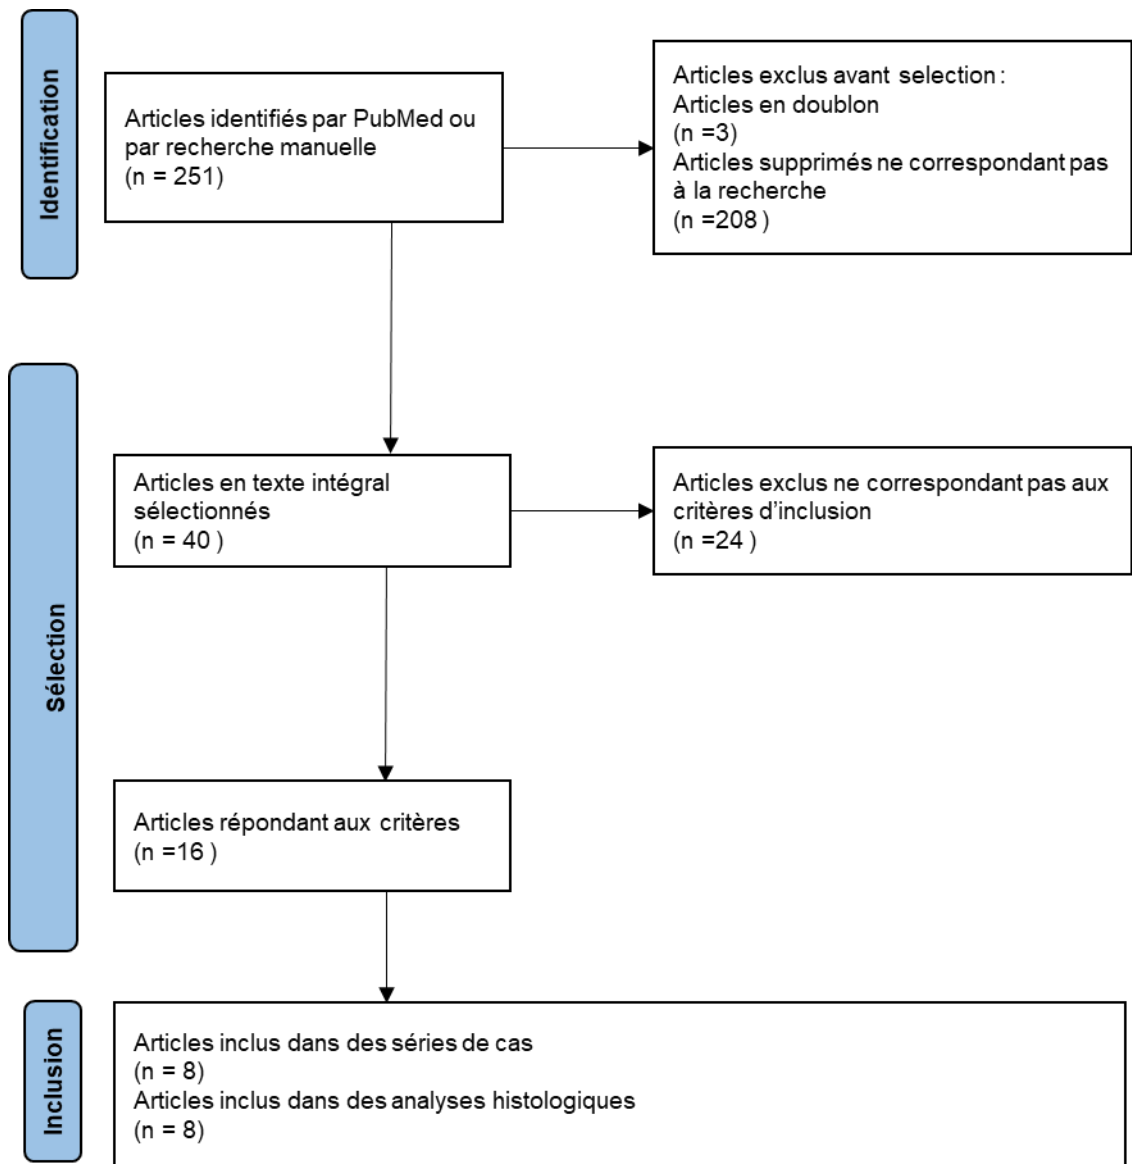 Identification
Articles identifiés par PubMed ou
par recherche manuelle
(n = 251)
Articles exclus avant selection :
Articles en doublon
(n =3)
Articles supprimés ne correspondant pas
à la recherche
(n =208 )
Sélection
Articles en texte intégral
sélectionnés
(n = 40 )
Articles exclus ne correspondant pas aux
critères d'inclusion
(n =24 )
Articles répondant aux critères
(n =16 )
Inclusion
Articles inclus dans des séries de cas
(n = 8)
Articles inclus dans des analyses histologiques
(n = 8)